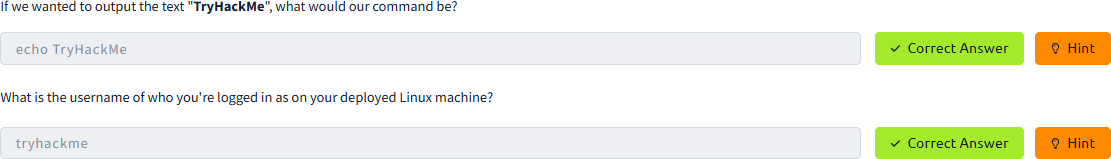 If we wanted to output the text "TryHackMe", what would our command be?
echo TryHackMe
Correct Answer
Hint
What is the username of who you're logged in as on your deployed Linux machine?
tryhackme
Correct Answer
Hint